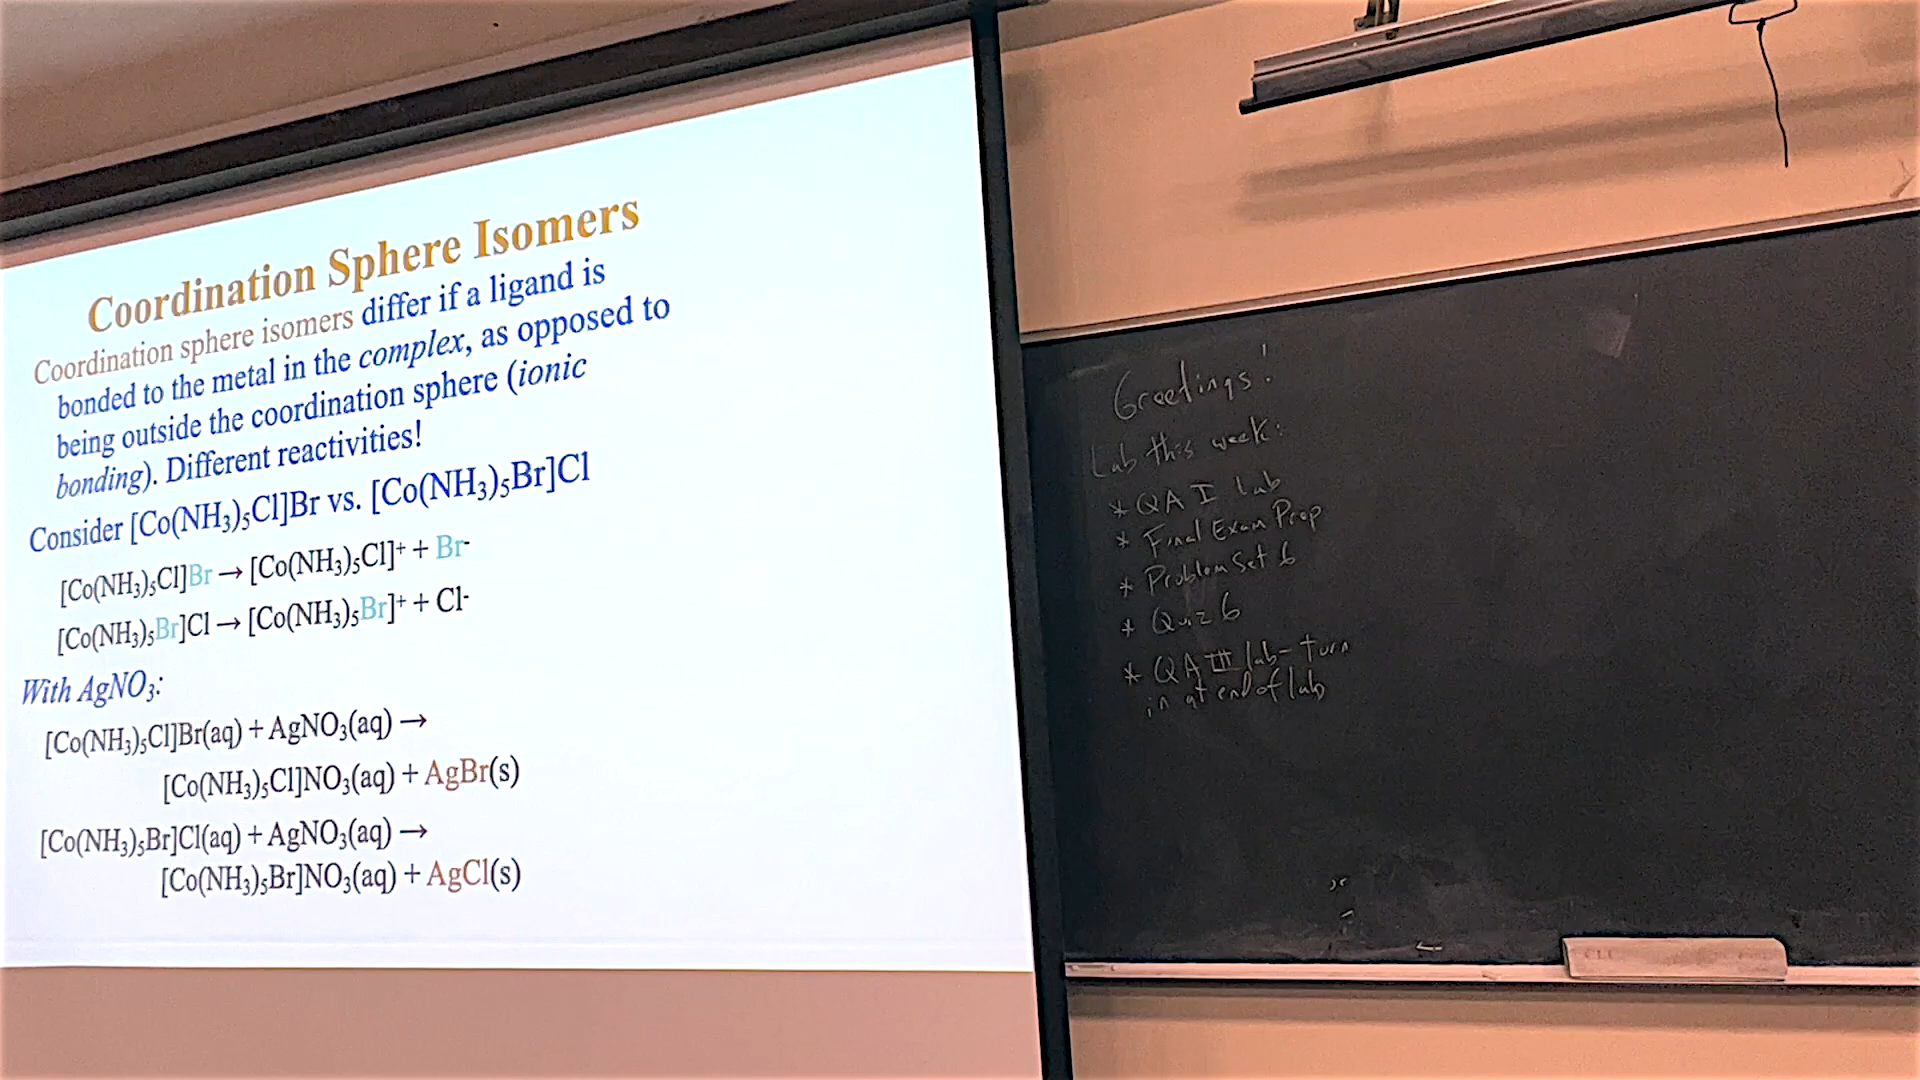 Coordination Sphere Isomers
Coordination sphere isomers differ if a ligand is
bonded to the metal in the complex, as opposed to
being outside the coordination sphere (ionic
bonding). Different reactivities!
Consider [Co(NH₃)₅Cl]Br vs. [Co(NH₃)₅Br]Cl
[Co(NH₃)₅Cl]Br → [Co(NH₃)₅Cl]⁺ + Br⁻
[Co(NH₃)₅Br]Cl → [Co(NH₃)₅Br]⁺ + Cl⁻
With AgNO₃:
[Co(NH₃)₅Cl]Br(aq) + AgNO₃(aq) →
[Co(NH₃)₅Cl]NO₃(aq) + AgBr(s)
[Co(NH₃)₅Br]Cl(aq) + AgNO₃(aq) →
[Co(NH₃)₅Br]NO₃(aq) + AgCl(s)
Greetings!
Lab this week:
* QA I lab
* Final Exam Prep
* Problem Set 6
* Quiz 6
* QA III lab - turn
in at end of lab